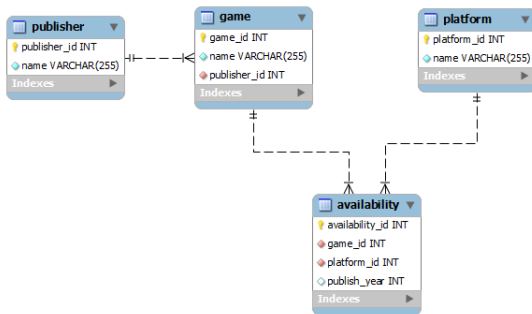 publisher
publisher_id INT
name VARCHAR(255)
Indexes
game
game_id INT
name VARCHAR(255)
publisher_id INT
Indexes
platform
platform_id INT
name VARCHAR(255)
Indexes
availability
availability_id INT
game_id INT
platform_id INT
publish_year INT
Indexes